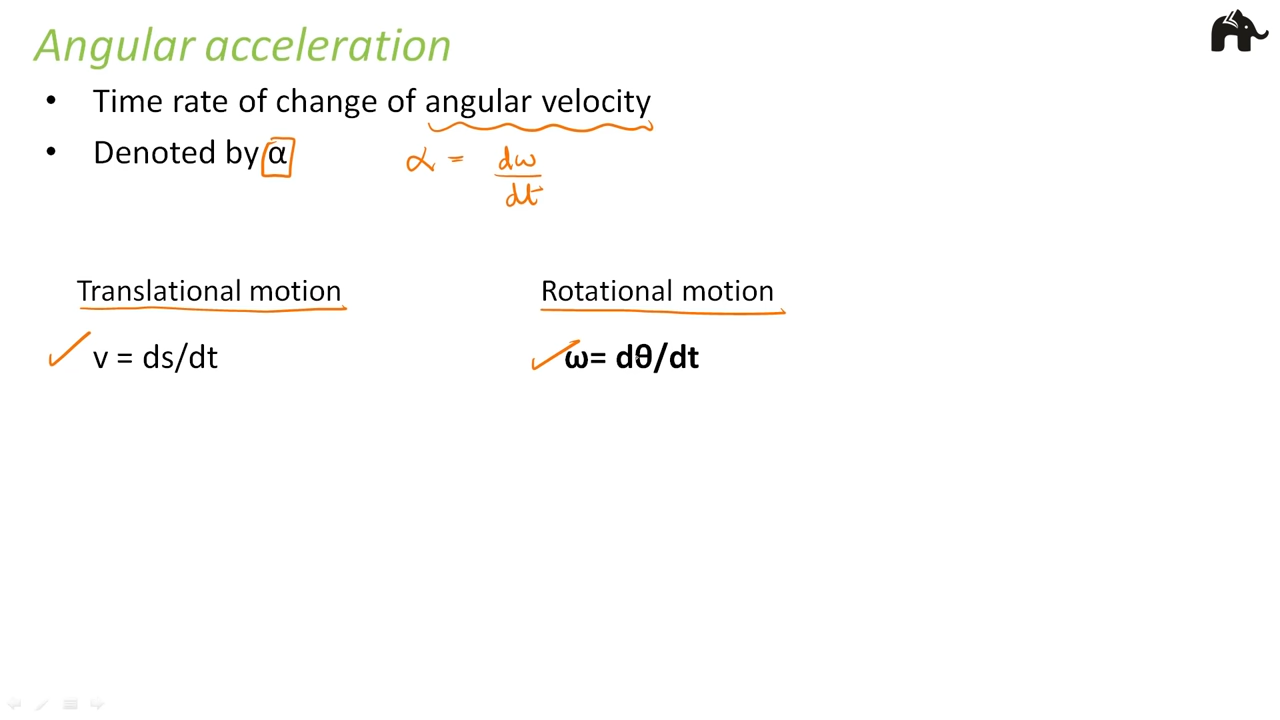 Angular acceleration
• Time rate of change of angular velocity
• Denoted by α
α = dω/dt
Translational motion
Rotational motion
v = ds/dt
ω= dθ/dt